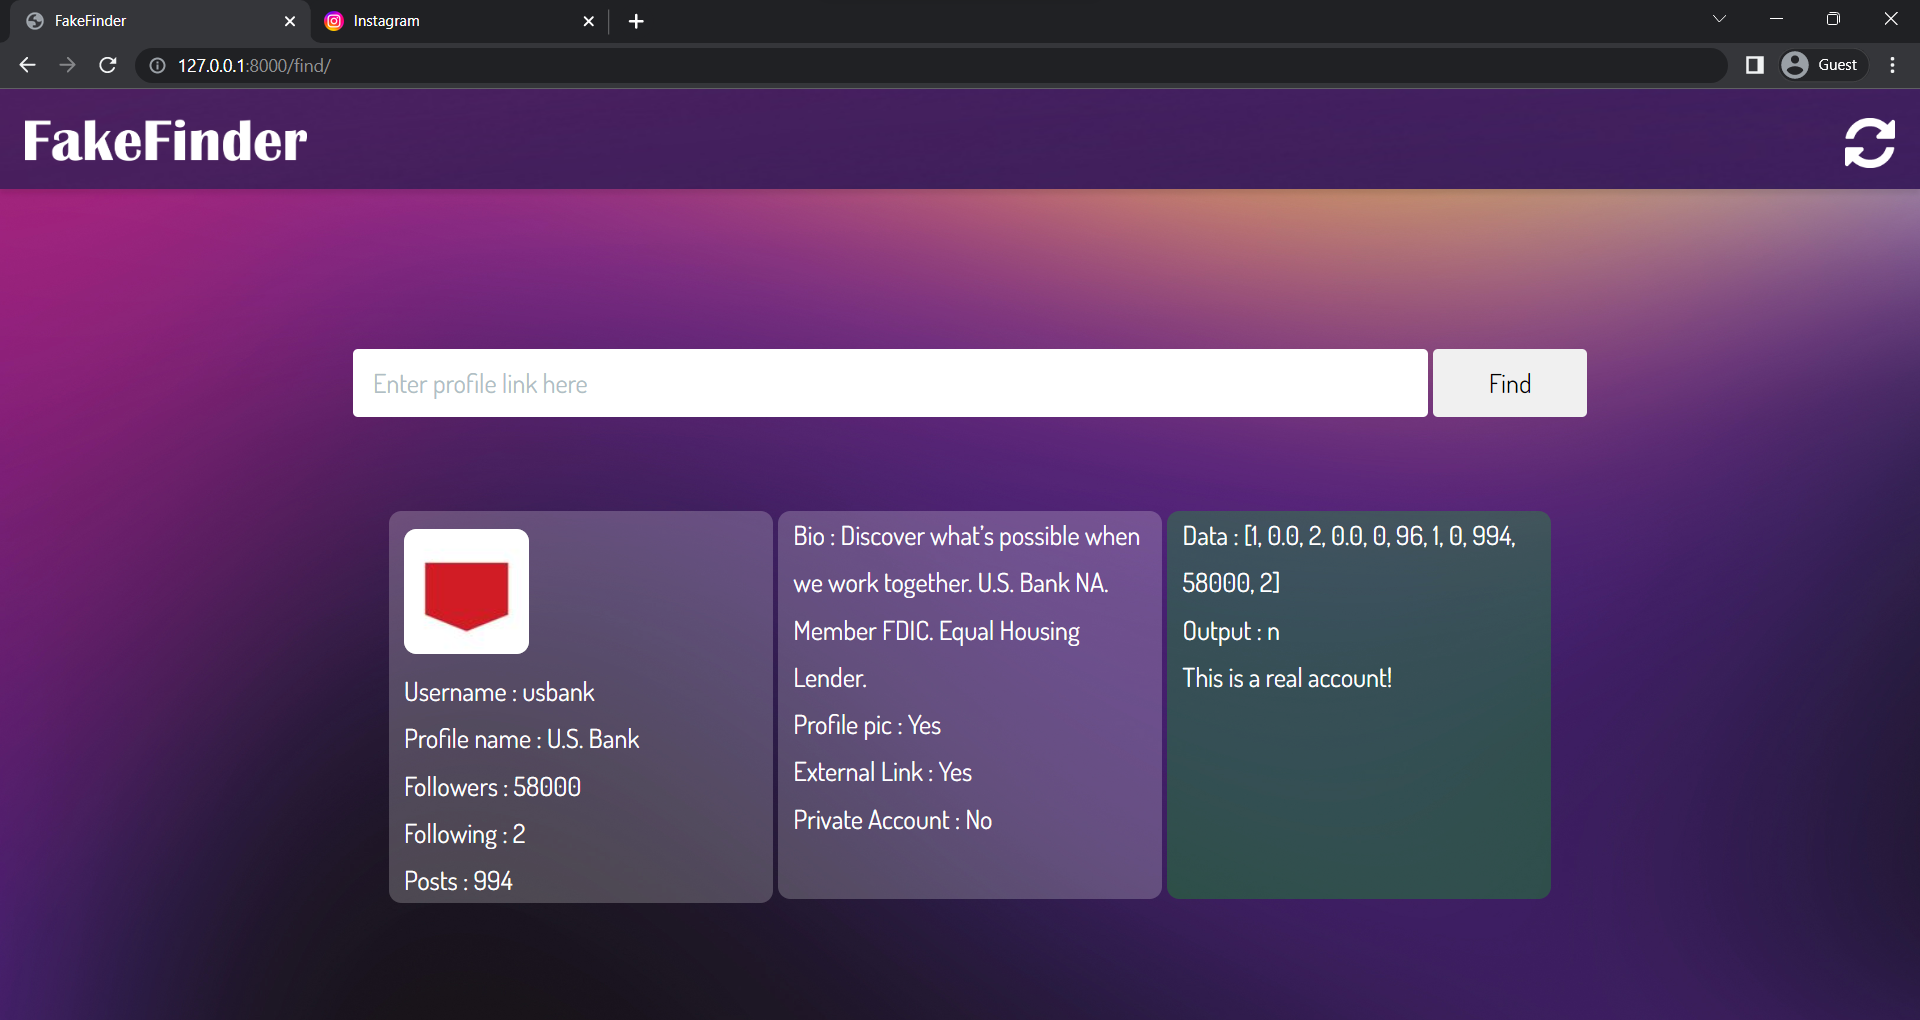 FakeFinder
Instagram
127.0.0.1:8000/find/
Guest
FakeFinder
Enter profile link here
Find
Username : usbank
Profile name : U.S. Bank
Followers : 58000
Following : 2
Posts : 994
Bio : Discover what’s possible when
we work together. U.S. Bank NA.
Member FDIC. Equal Housing
Lender.
Profile pic : Yes
External Link : Yes
Private Account : No
Data : [1, 0.0, 2, 0.0, 0, 96, 1, 0, 994,
58000, 2]
Output : n
This is a real account!